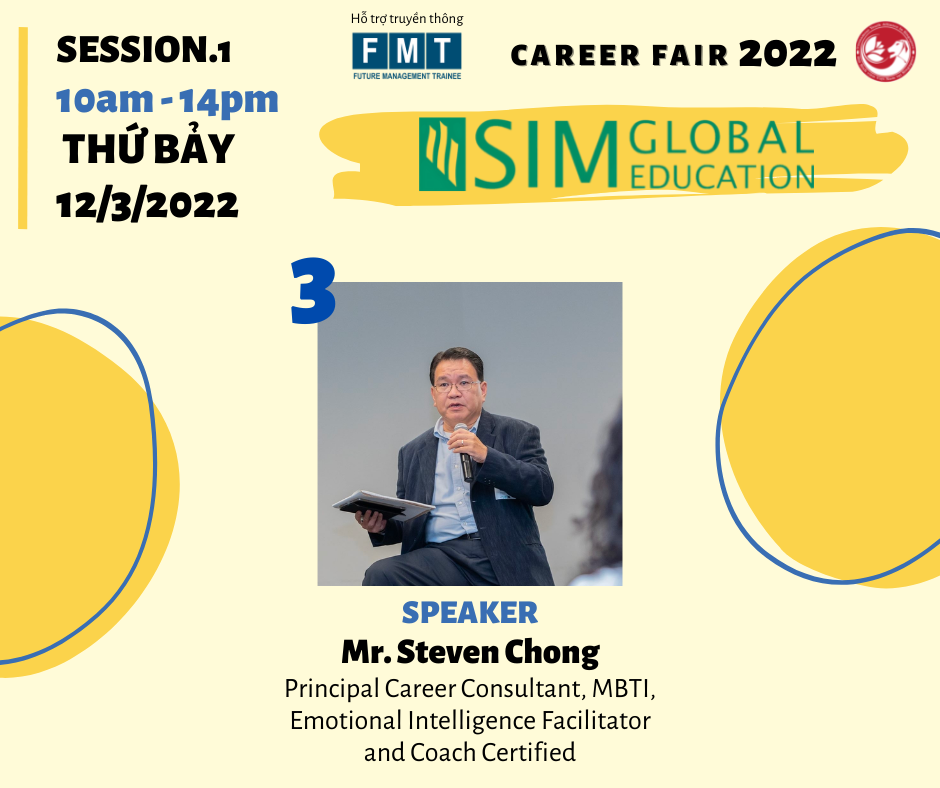 SESSION.1
10am - 14pm
THỨ BẢY
12/3/2022
Hỗ trợ truyền thông
FMT
FUTURE MANAGEMENT TRAINEE
CAREER FAIR 2022
SIM GLOBAL
EDUCATION
3
SPEAKER
Mr. Steven Chong
Principal Career Consultant, MBTI,
Emotional Intelligence Facilitator
and Coach Certified